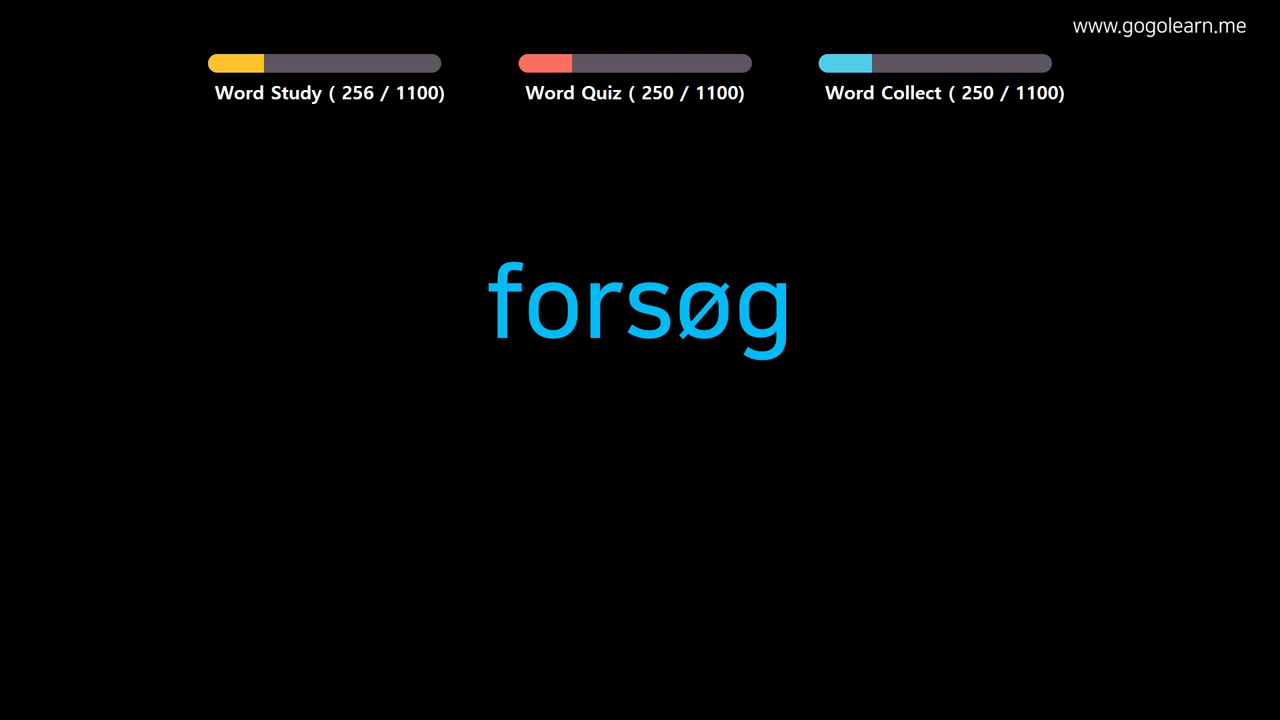 www.gogolearn.me
Word Study ( 256 / 1100)
Word Quiz ( 250 / 1100)
Word Collect ( 250 / 1100)
forsøg